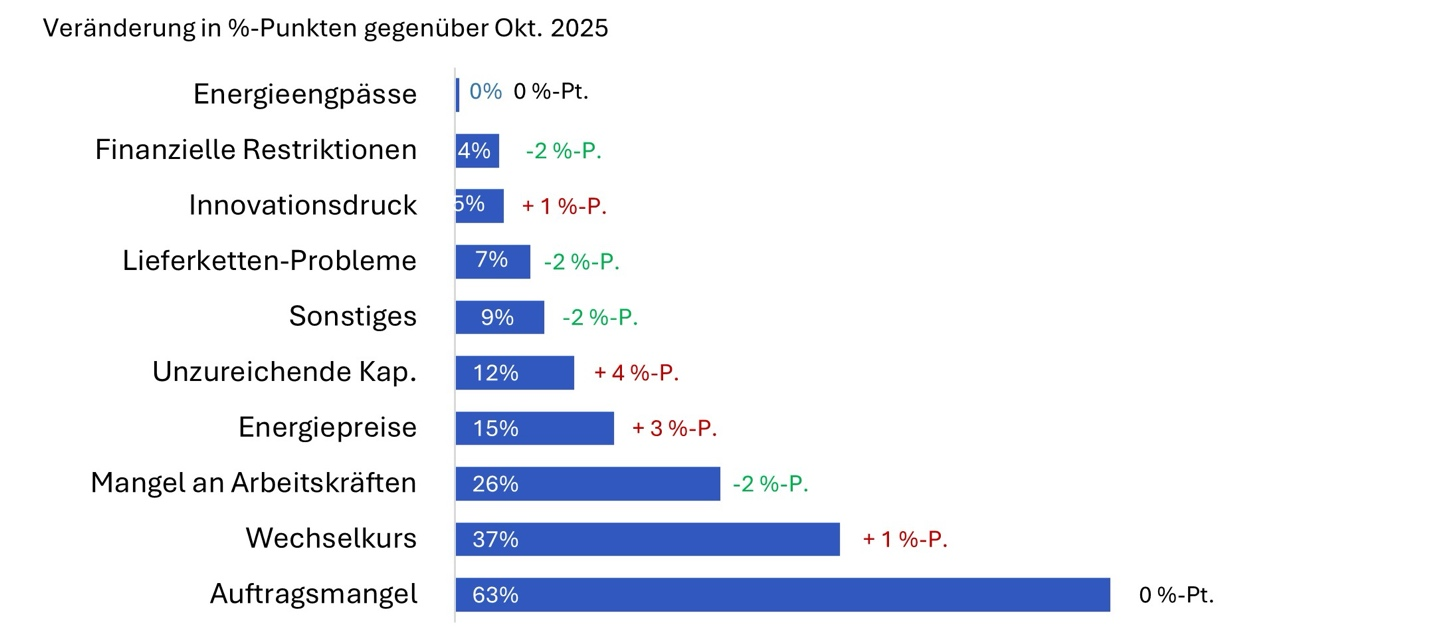 Veränderung in %-Punkten gegenüber Okt. 2025
Energieengpässe 0% 0 %-Pt.
Finanzielle Restriktionen 4% -2 %-P.
Innovationsdruck 5% + 1 %-P.
Lieferketten-Probleme 7% -2 %-P.
Sonstiges 9% -2 %-P.
Unzureichende Kap. 12% + 4 %-P.
Energiepreise 15% + 3 %-P.
Mangel an Arbeitskräften 26% -2 %-P.
Wechselkurs 37% + 1 %-P.
Auftragsmangel 63% 0 %-Pt.